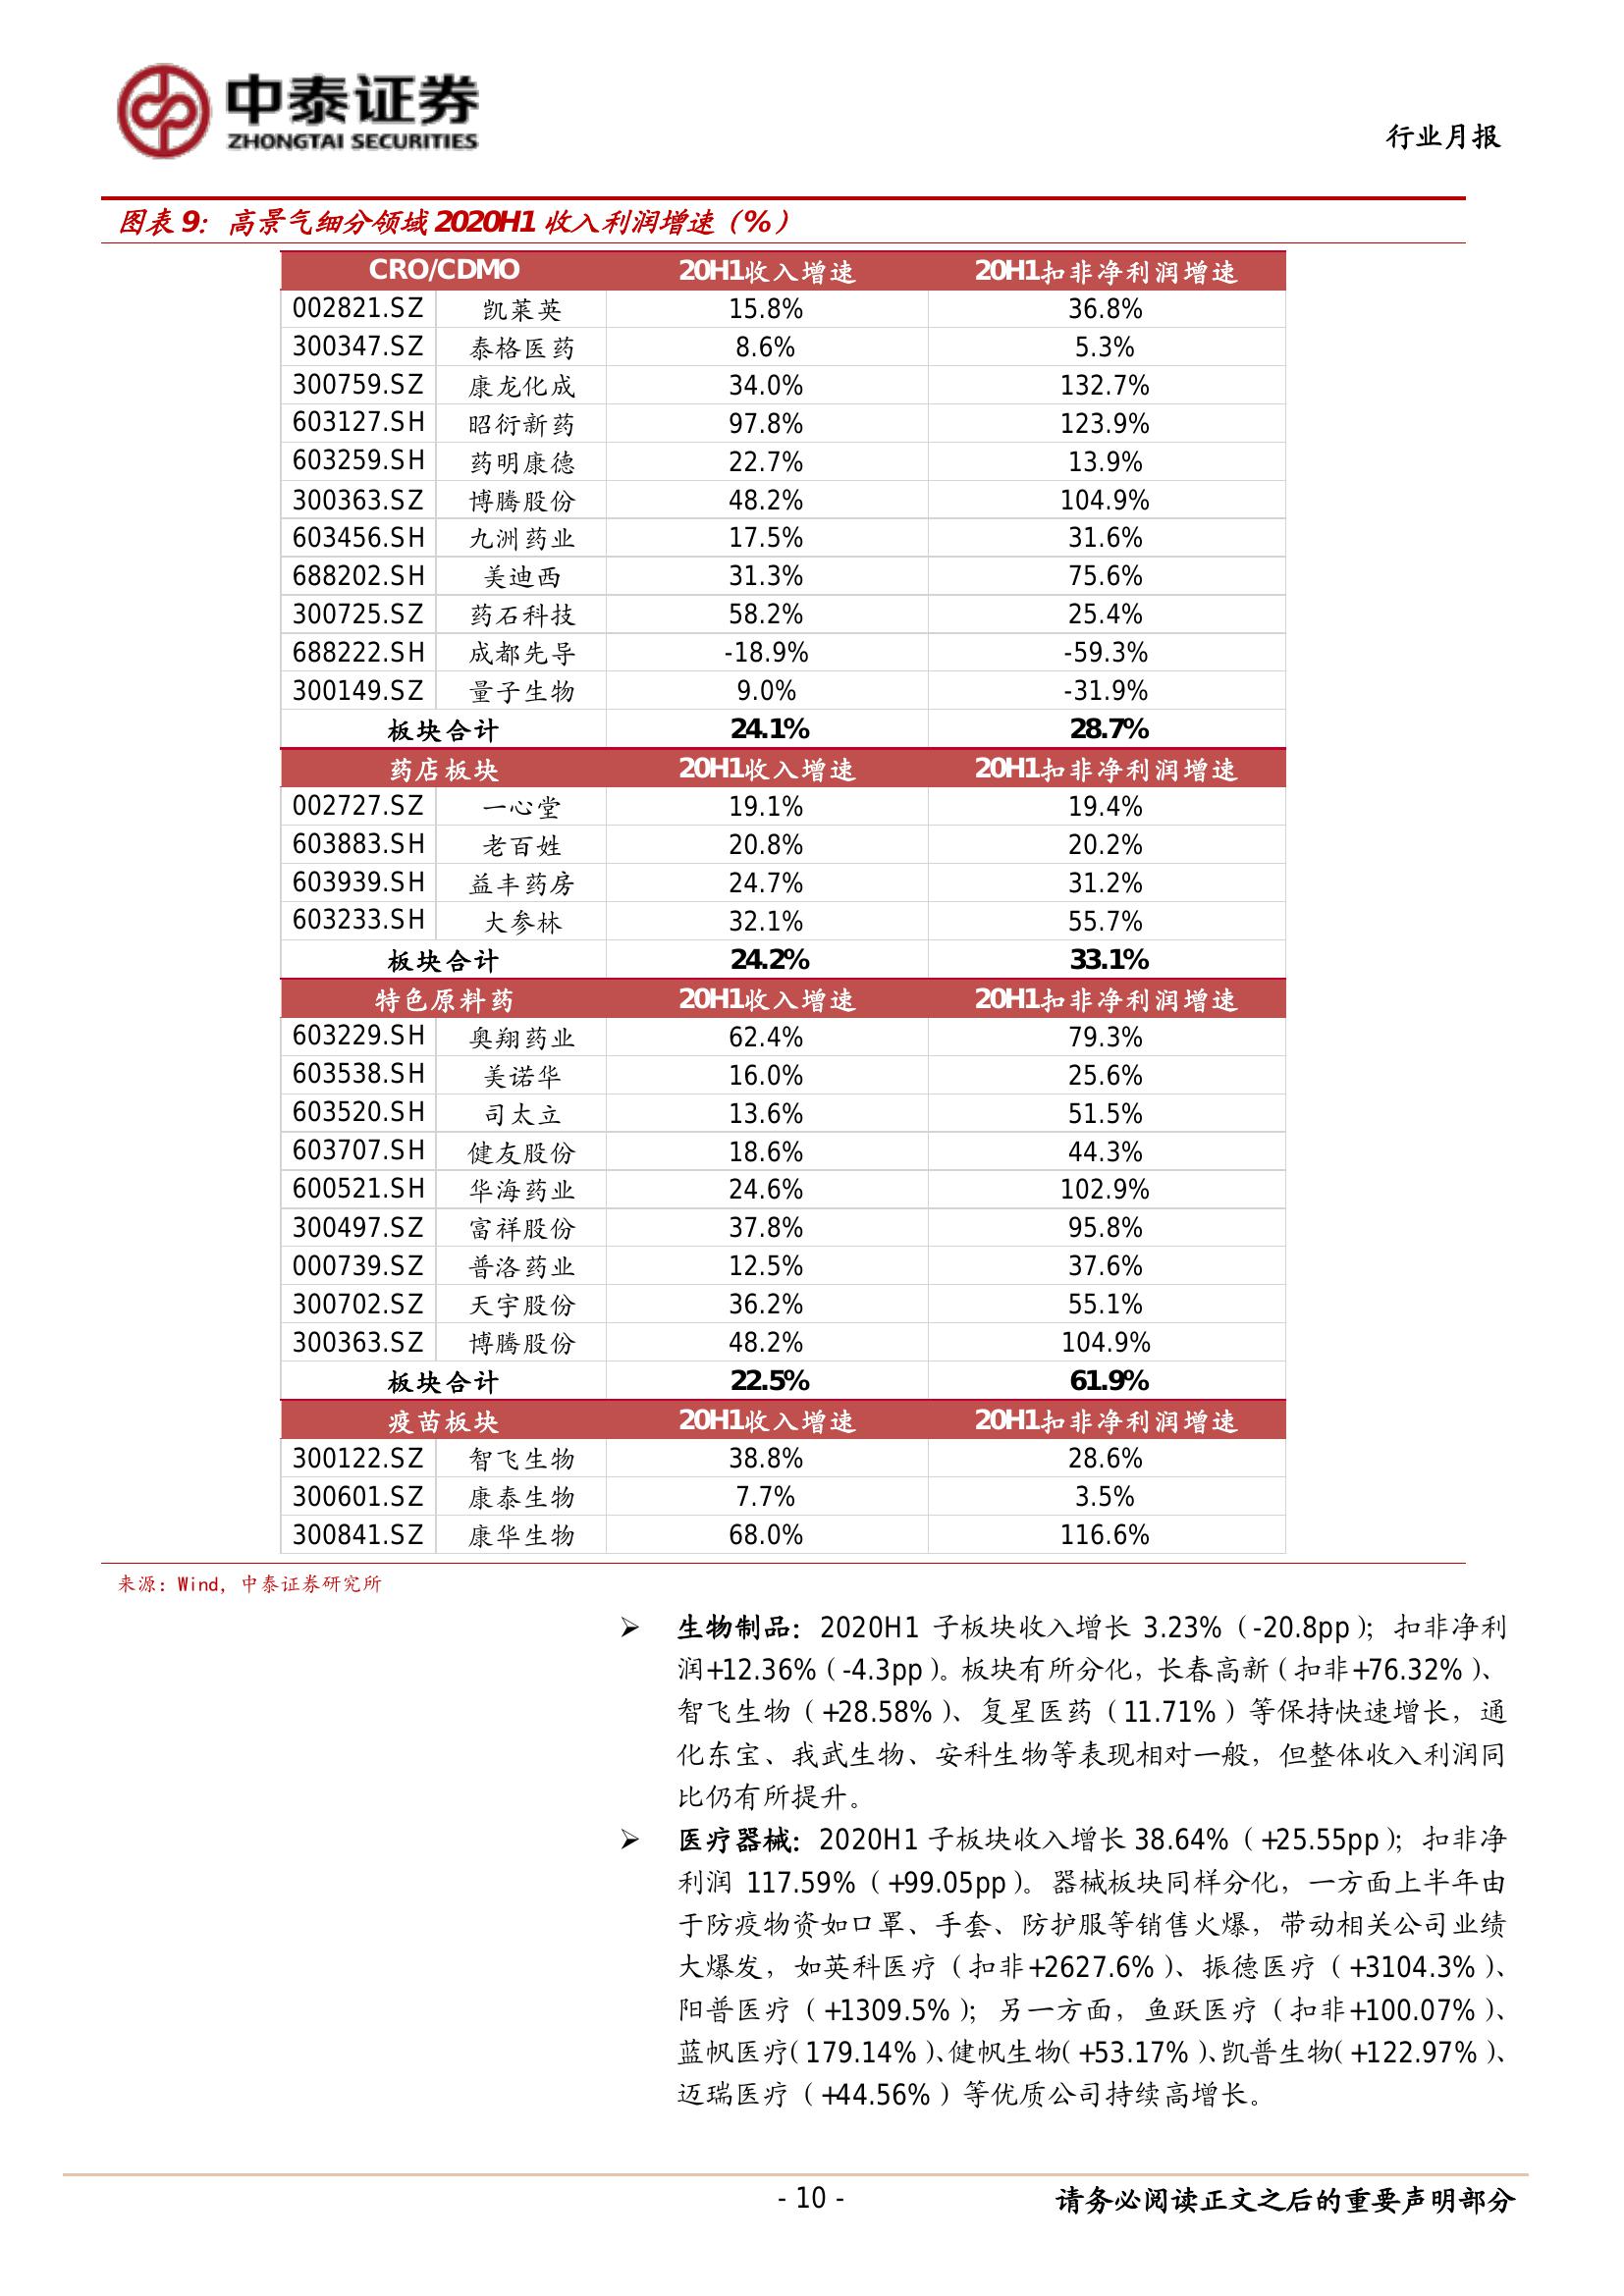 中泰证券
ZHONGTAI SECURITIES
行业月报
图表 9：高景气细分领域 2020H1 收入利润增速（%）
CRO/CDMO 20H1收入增速 20H1扣非净利润增速
002821.SZ 凯莱英 15.8% 36.8%
300347.SZ 泰格医药 8.6% 5.3%
300759.SZ 康龙化成 34.0% 132.7%
603127.SH 昭衍新药 97.8% 123.9%
603259.SH 药明康德 22.7% 13.9%
300363.SZ 博腾股份 48.2% 104.9%
603456.SH 九洲药业 17.5% 31.6%
688202.SH 美迪西 31.3% 75.6%
300725.SZ 药石科技 58.2% 25.4%
688222.SH 成都先导 -18.9% -59.3%
300149.SZ 量子生物 9.0% -31.9%
板块合计 24.1% 28.7%
药店板块 20H1收入增速 20H1扣非净利润增速
002727.SZ 一心堂 19.1% 19.4%
603883.SH 老百姓 20.8% 20.2%
603939.SH 益丰药房 24.7% 31.2%
603233.SH 大参林 32.1% 55.7%
板块合计 24.2% 33.1%
特色原料药 20H1收入增速 20H1扣非净利润增速
603229.SH 奥翔药业 62.4% 79.3%
603538.SH 美诺华 16.0% 25.6%
603520.SH 司太立 13.6% 51.5%
603707.SH 健友股份 18.6% 44.3%
600521.SH 华海药业 24.6% 102.9%
300497.SZ 富祥股份 37.8% 95.8%
000739.SZ 普洛药业 12.5% 37.6%
300702.SZ 天宇股份 36.2% 55.1%
300363.SZ 博腾股份 48.2% 104.9%
板块合计 22.5% 61.9%
疫苗板块 20H1收入增速 20H1扣非净利润增速
300122.SZ 智飞生物 38.8% 28.6%
300601.SZ 康泰生物 7.7% 3.5%
300841.SZ 康华生物 68.0% 116.6%
来源：Wind，中泰证券研究所
➢ 生物制品：2020H1 子板块收入增长 3.23%（-20.8pp）；扣非净利
润+12.36%（-4.3pp）。板块有所分化，长春高新（扣非+76.32%）、
智飞生物（+28.58%）、复星医药（11.71%）等保持快速增长，通
化东宝、我武生物、安科生物等表现相对一般，但整体收入利润同
比仍有所提升。
➢ 医疗器械：2020H1 子板块收入增长 38.64%（+25.55pp）；扣非净
利润 117.59%（+99.05pp）。器械板块同样分化，一方面上半年由
于防疫物资如口罩、手套、防护服等销售火爆，带动相关公司业绩
大爆发，如英科医疗（扣非+2627.6%）、振德医疗（+3104.3%）、
阳普医疗（+1309.5%）；另一方面，鱼跃医疗（扣非+100.07%）、
蓝帆医疗（179.14%）、健帆生物（+53.17%）、凯普生物（+122.97%）、
迈瑞医疗（+44.56%）等优质公司持续高增长。
- 10 -
请务必阅读正文之后的重要声明部分